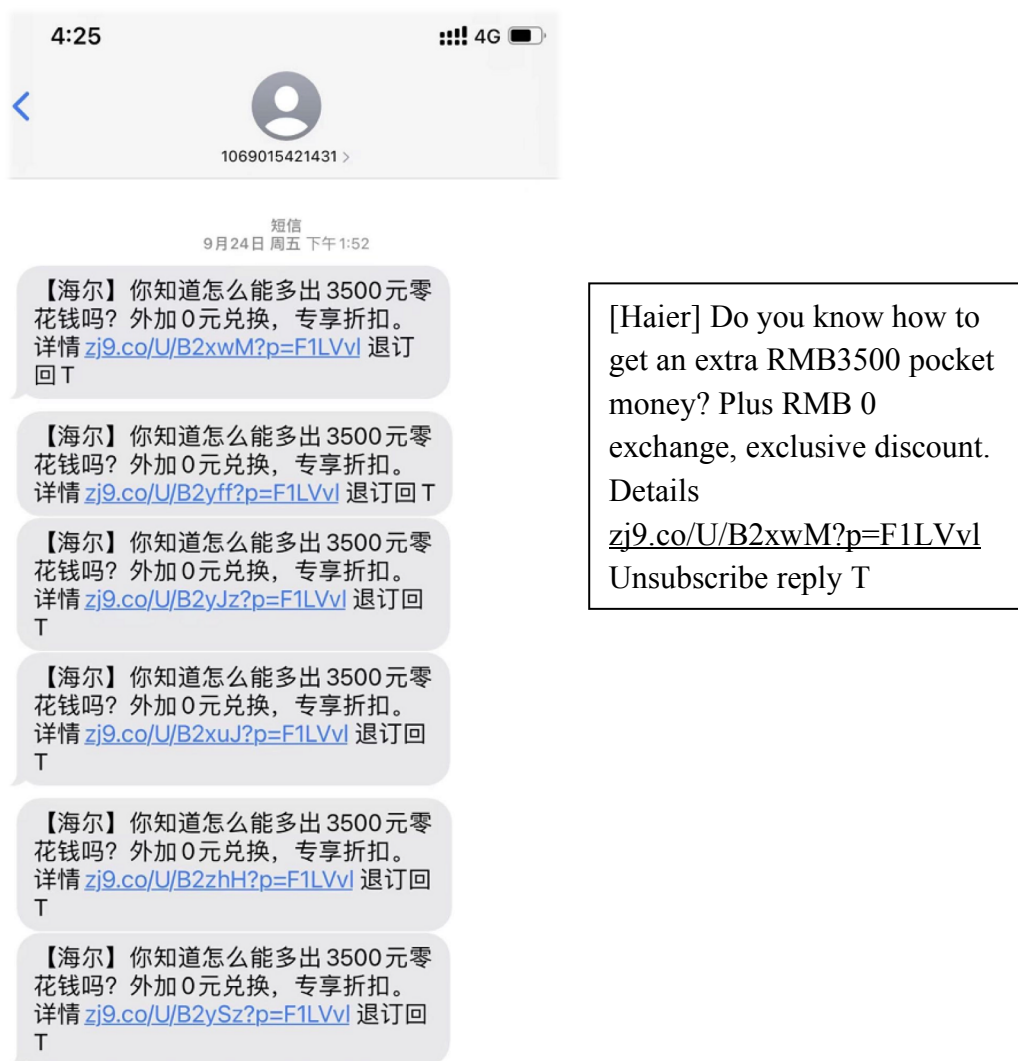 4:25
4G
1069015421431 >
短信
9月24日 周五 下午1:52
【海尔】你知道怎么能多出3500元零
花钱吗？外加0元兑换，专享折扣。
详情 zj9.co/U/B2xwM?p=F1LVvl 退订
回T
【海尔】你知道怎么能多出3500元零
花钱吗？外加0元兑换，专享折扣。
详情 zj9.co/U/B2yff?p=F1LVvl 退订回T
【海尔】你知道怎么能多出3500元零
花钱吗？外加0元兑换，专享折扣。
详情 zj9.co/U/B2yJz?p=F1LVvl 退订回
T
【海尔】你知道怎么能多出3500元零
花钱吗？外加0元兑换，专享折扣。
详情 zj9.co/U/B2xuJ?p=F1LVvl 退订回
T
【海尔】你知道怎么能多出3500元零
花钱吗？外加0元兑换，专享折扣。
详情 zj9.co/U/B2zhH?p=F1LVvl 退订回
T
【海尔】你知道怎么能多出3500元零
花钱吗？外加0元兑换，专享折扣。
详情 zj9.co/U/B2ySz?p=F1LVvl 退订回
T
[Haier] Do you know how to
get an extra RMB3500 pocket
money? Plus RMB 0
exchange, exclusive discount.
Details
zj9.co/U/B2xwM?p=F1LVvl
Unsubscribe reply T